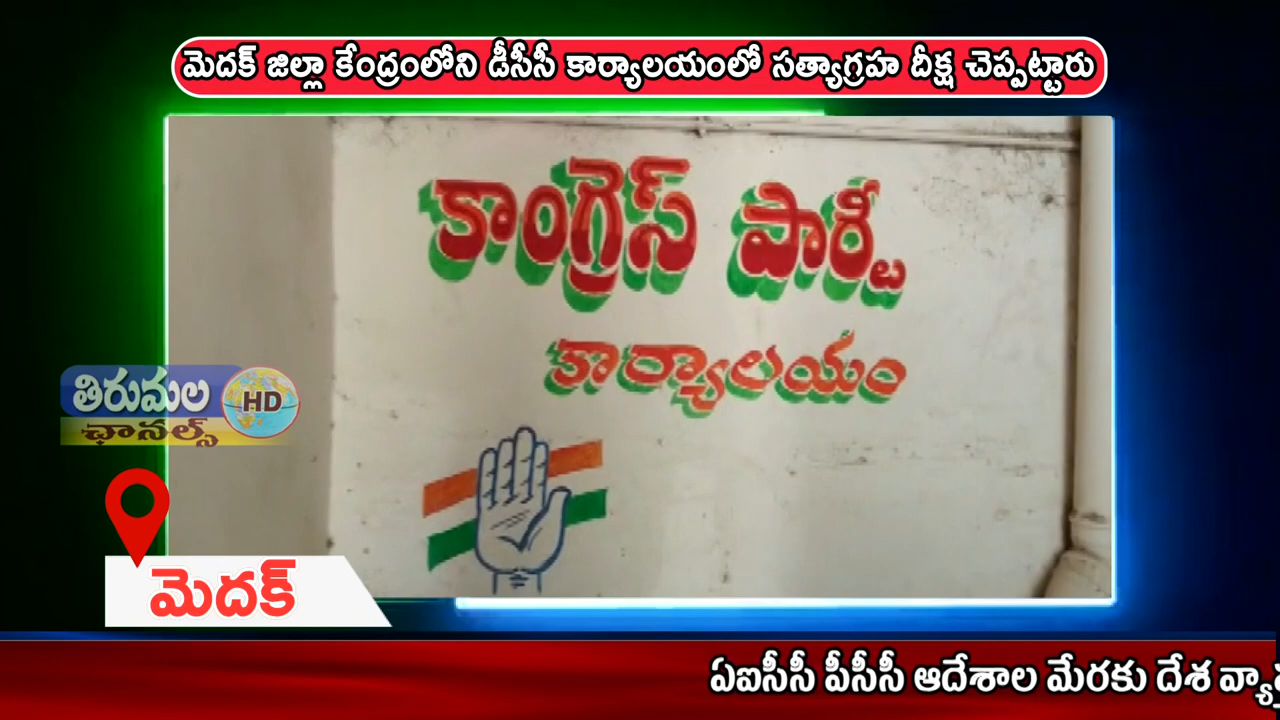 మెదక్ జిల్లా కేంద్రంలోని డీసీసీ కార్యాలయంలో సత్యాగ్రహ దీక్ష చెప్పట్టారు
కాంగ్రెస్ పార్టీ
కార్యాలయం
తిరుమల
HD
ఛానల్స్
మెదక్
ఏఐసీసీ పీసీసీ ఆదేశాల మేరకు దేశ